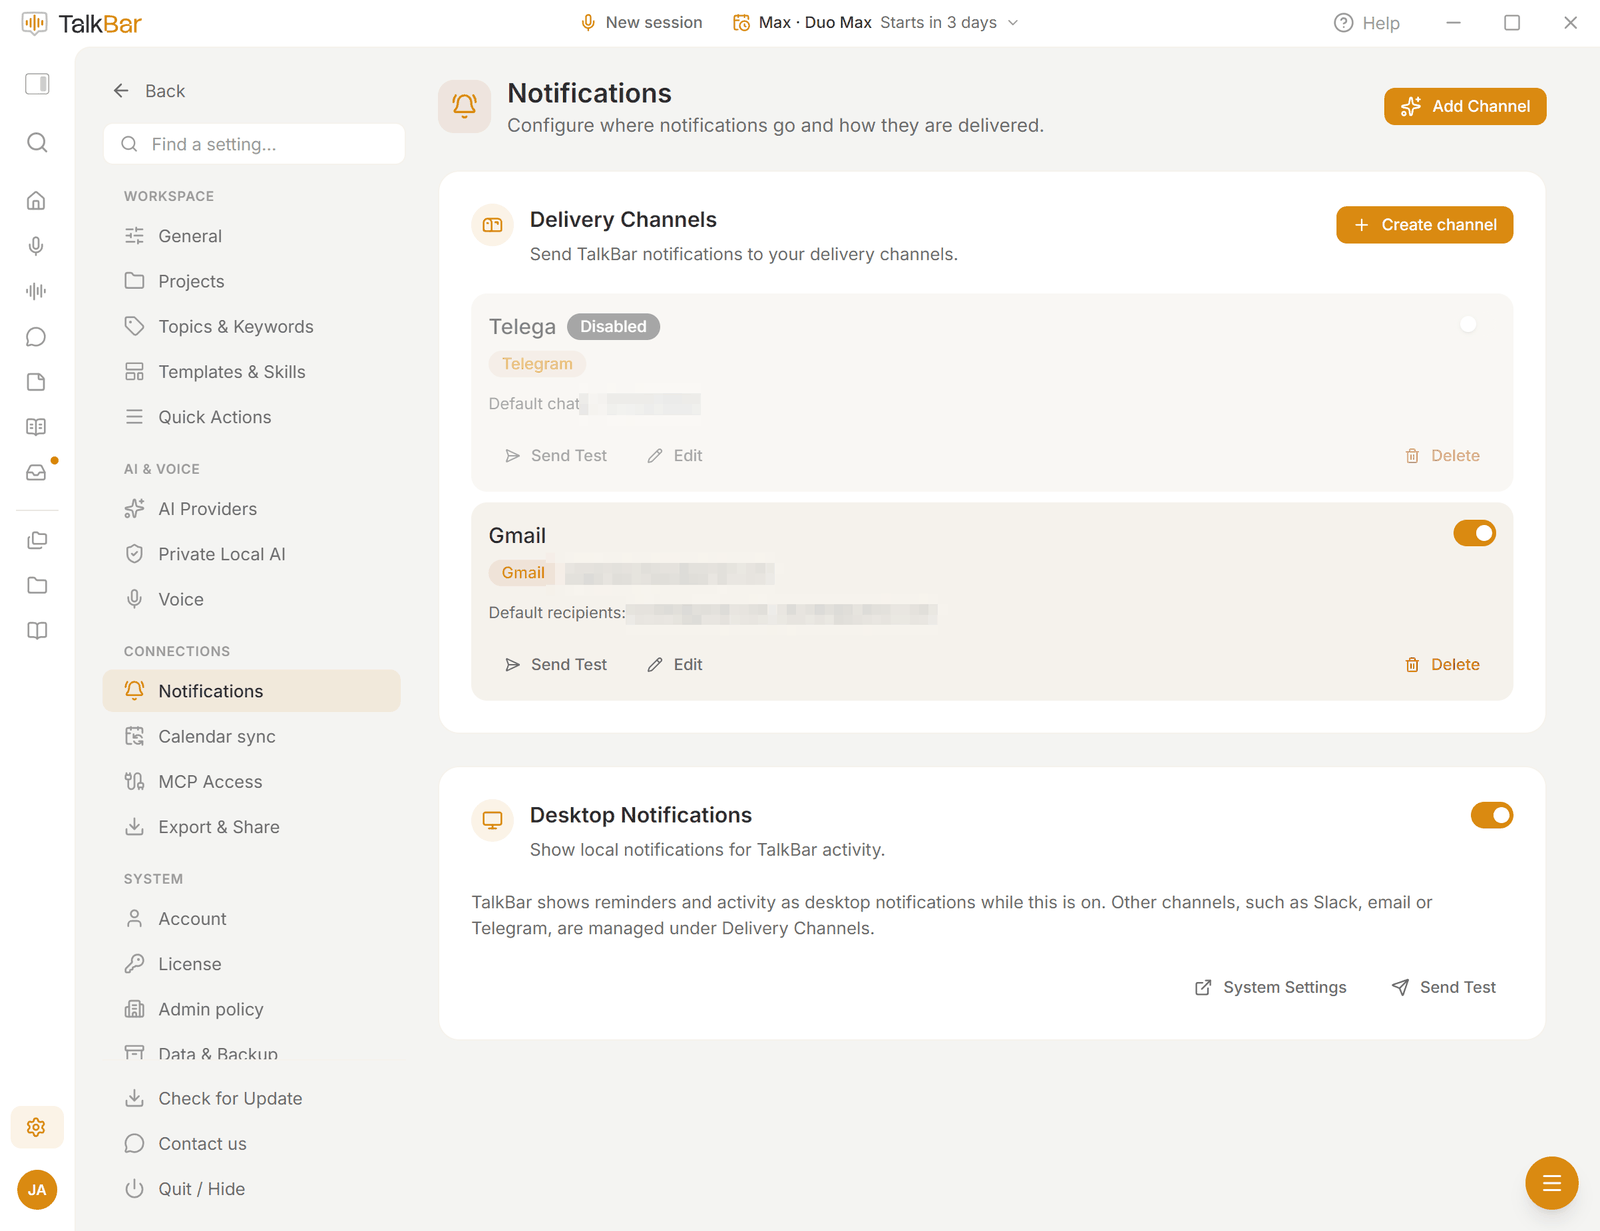 TalkBar
New session
Max · Duo Max Starts in 3 days
Help
Back
Find a setting...
WORKSPACE
General
Projects
Topics & Keywords
Templates & Skills
Quick Actions
AI & VOICE
AI Providers
Private Local AI
Voice
CONNECTIONS
Notifications
Calendar sync
MCP Access
Export & Share
SYSTEM
Account
License
Admin policy
Data & Backup
Check for Update
Contact us
Quit / Hide
JA
Notifications
Configure where notifications go and how they are delivered.
Add Channel
Delivery Channels
Send TalkBar notifications to your delivery channels.
Create channel
Telega Disabled
Telegram
Default chat
Send Test Edit Delete
Gmail
Gmail
Default recipients:
Send Test Edit Delete
Desktop Notifications
Show local notifications for TalkBar activity.
TalkBar shows reminders and activity as desktop notifications while this is on. Other channels, such as Slack, email or
Telegram, are managed under Delivery Channels.
System Settings Send Test